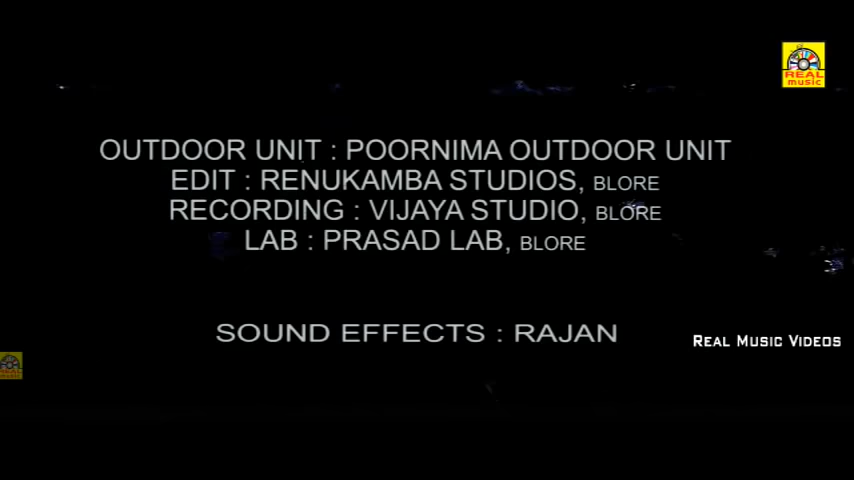 REAL
music
OUTDOOR UNIT : POORNIMA OUTDOOR UNIT
EDIT : RENUKAMBA STUDIOS, BLORE
RECORDING : VIJAYA STUDIO, BLORE
LAB : PRASAD LAB, BLORE
SOUND EFFECTS : RAJAN
REAL MUSIC VIDEOS
REAL